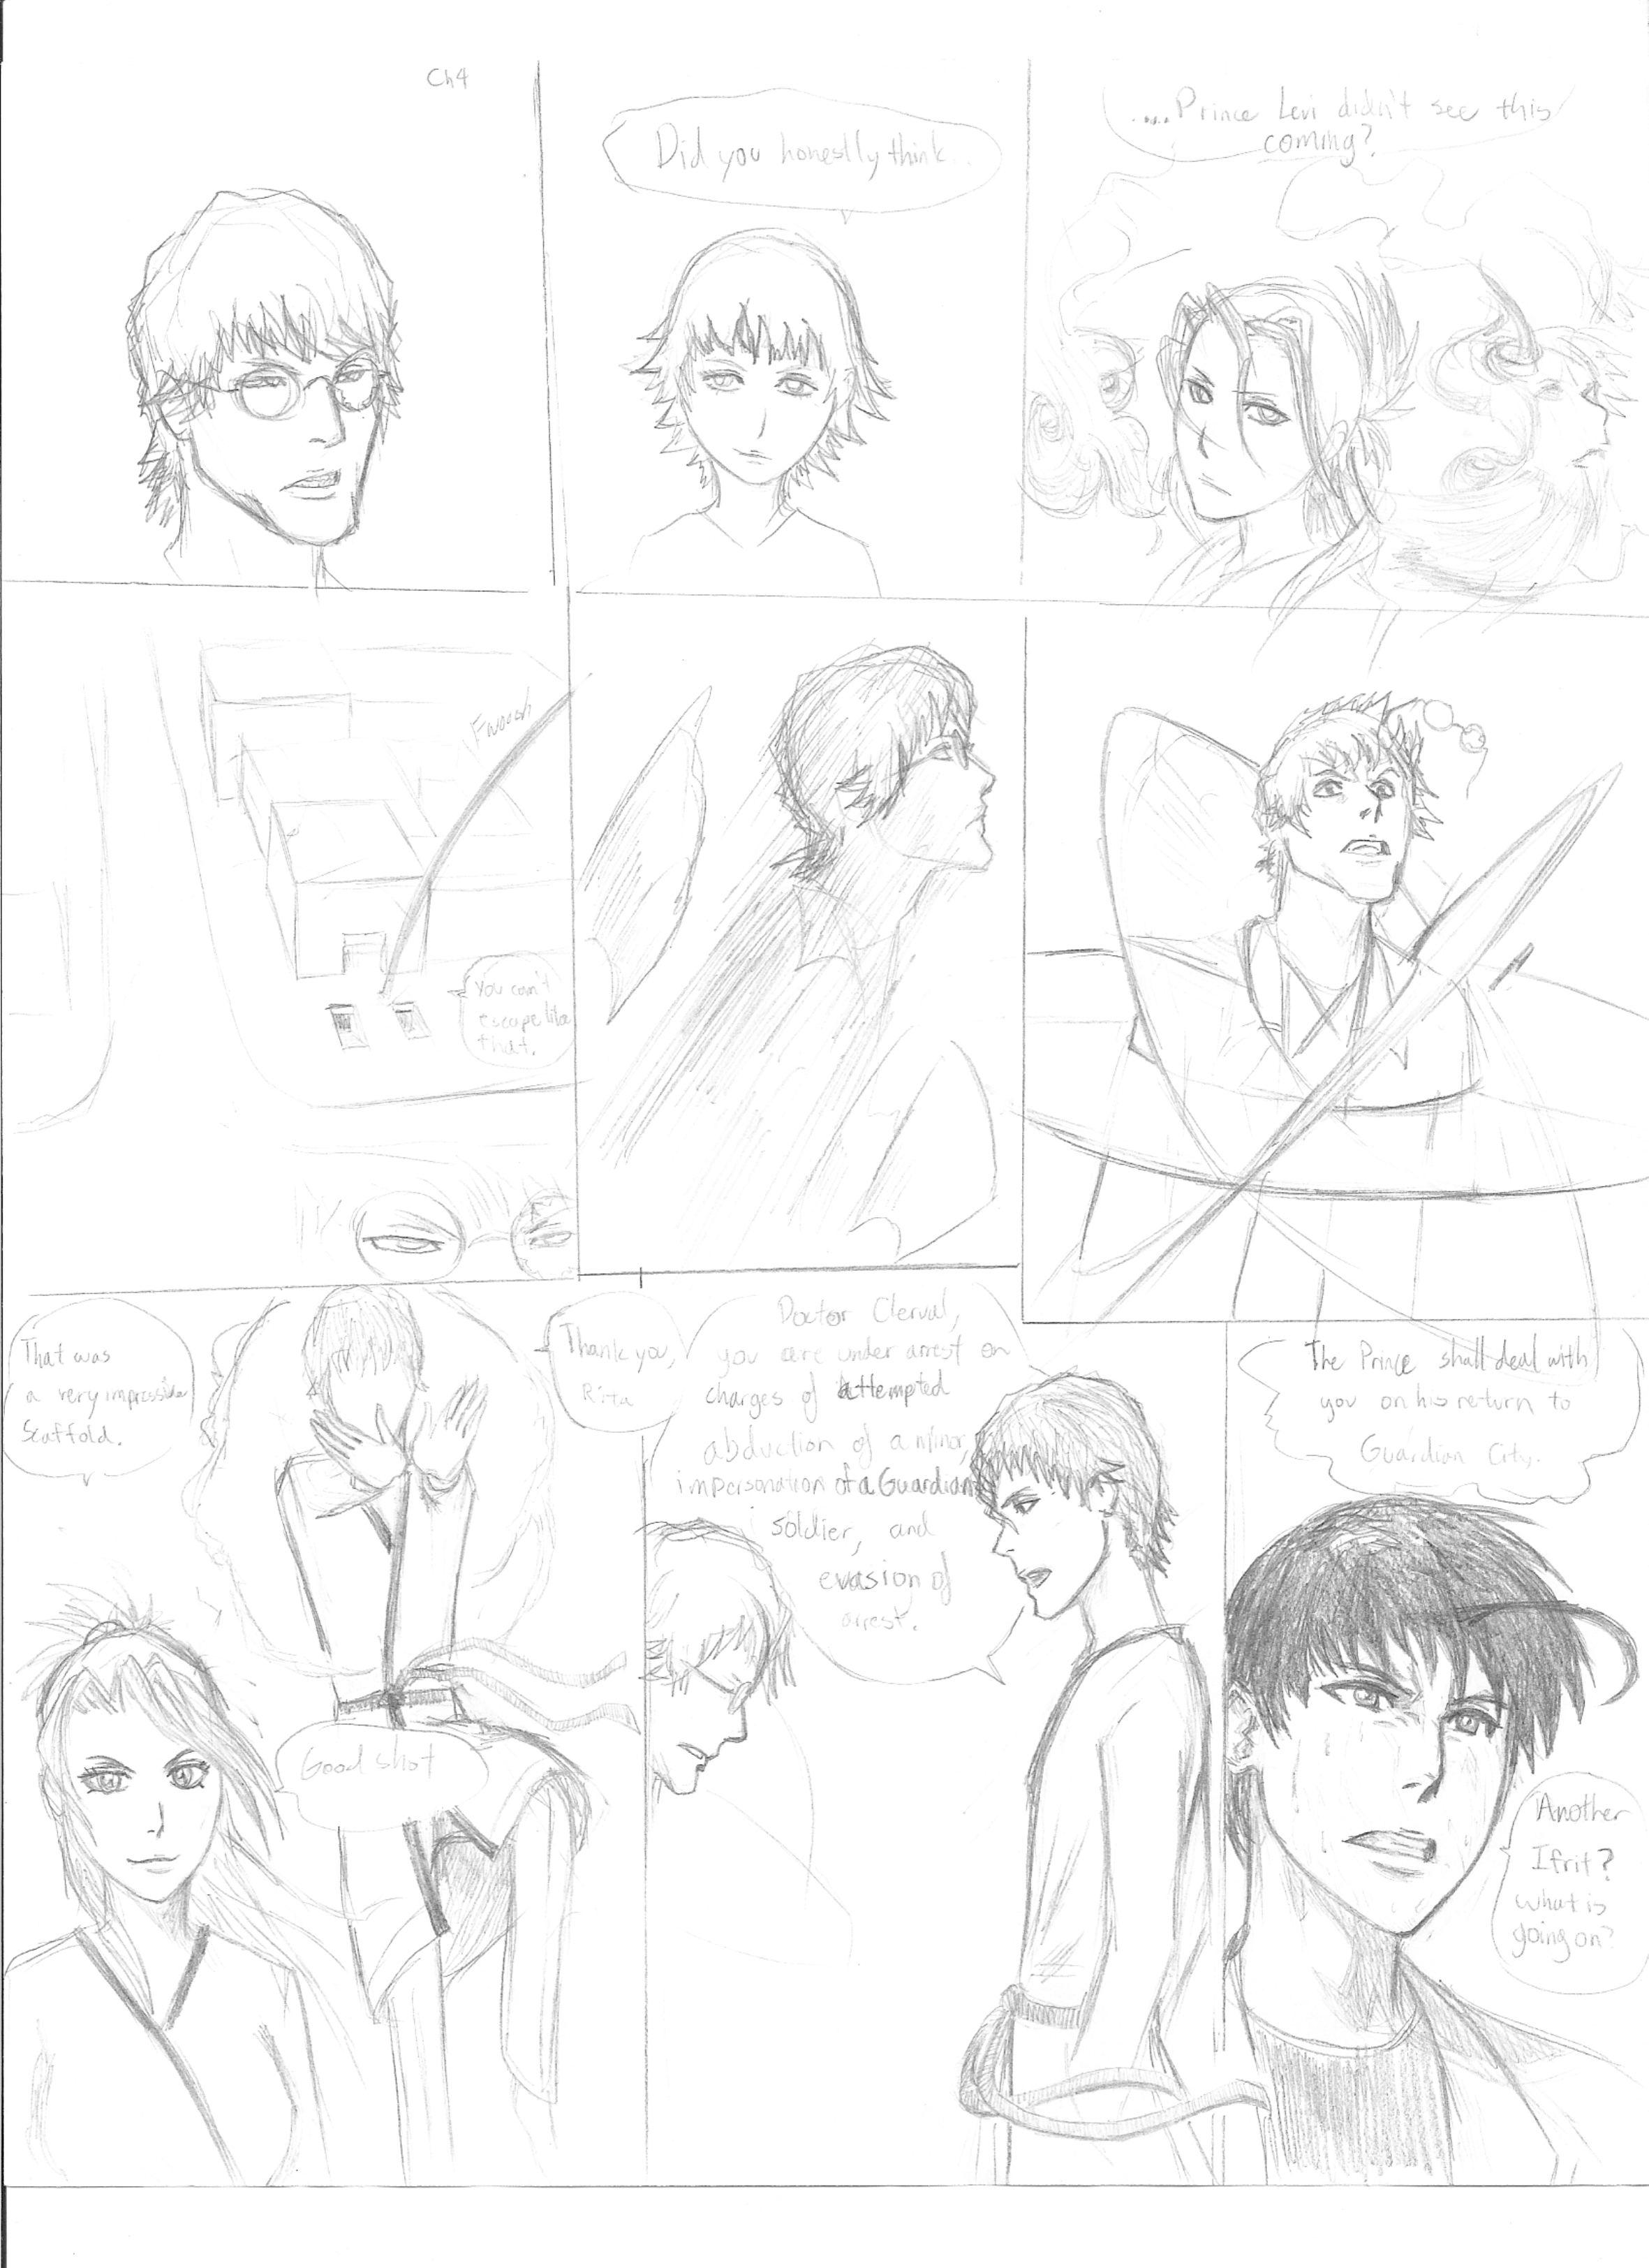 Ch4
Did you honestly think..
.....Prince Levi didn't see this
coming?
Fwoosh
You can't
escape like
that.
That was
a very impressive
Scaffold.
Thank you,
Ritta
Good shot
Doctor Clerval,
you are under arrest on
charges of attempted
abduction of a minor,
impersonation of a Guardian
soldier, and
evasion of
arrest.
The Prince shall deal with
you on his return to
Guardian City.
Another
Ifrit?
What is
going on?